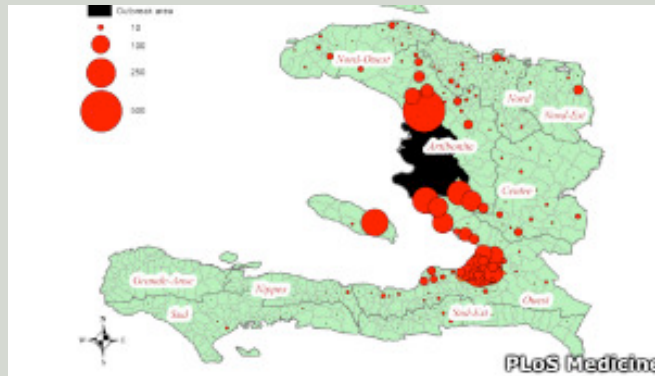 area
10
100
250
500
Nord-Ouest
Nord
Nord-Est
Artibonite
Centre
Grande-Anse
Nippes
Ouest
Sud
Sud-Est
N
W E
S
PLoS Medicine